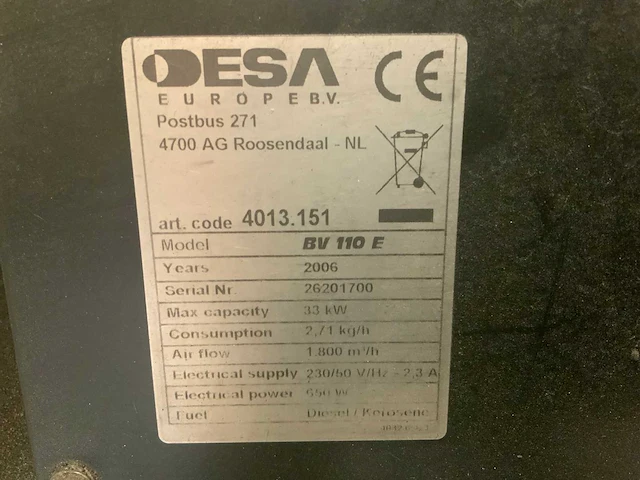 DESA
EUROPE B.V.
Postbus 271
4700 AG Roosendaal - NL
CE
art. code 4013.151
Model BV 110 E
Years 2006
Serial Nr. 26201700
Max capacity 33 kW
Consumption 2,71 kg/h
Air flow 1.800 m³/h
Electrical supply 230/50 V/Hz - 2,3 A
Electrical power 650 W
Fuel Diesel / Kerosene